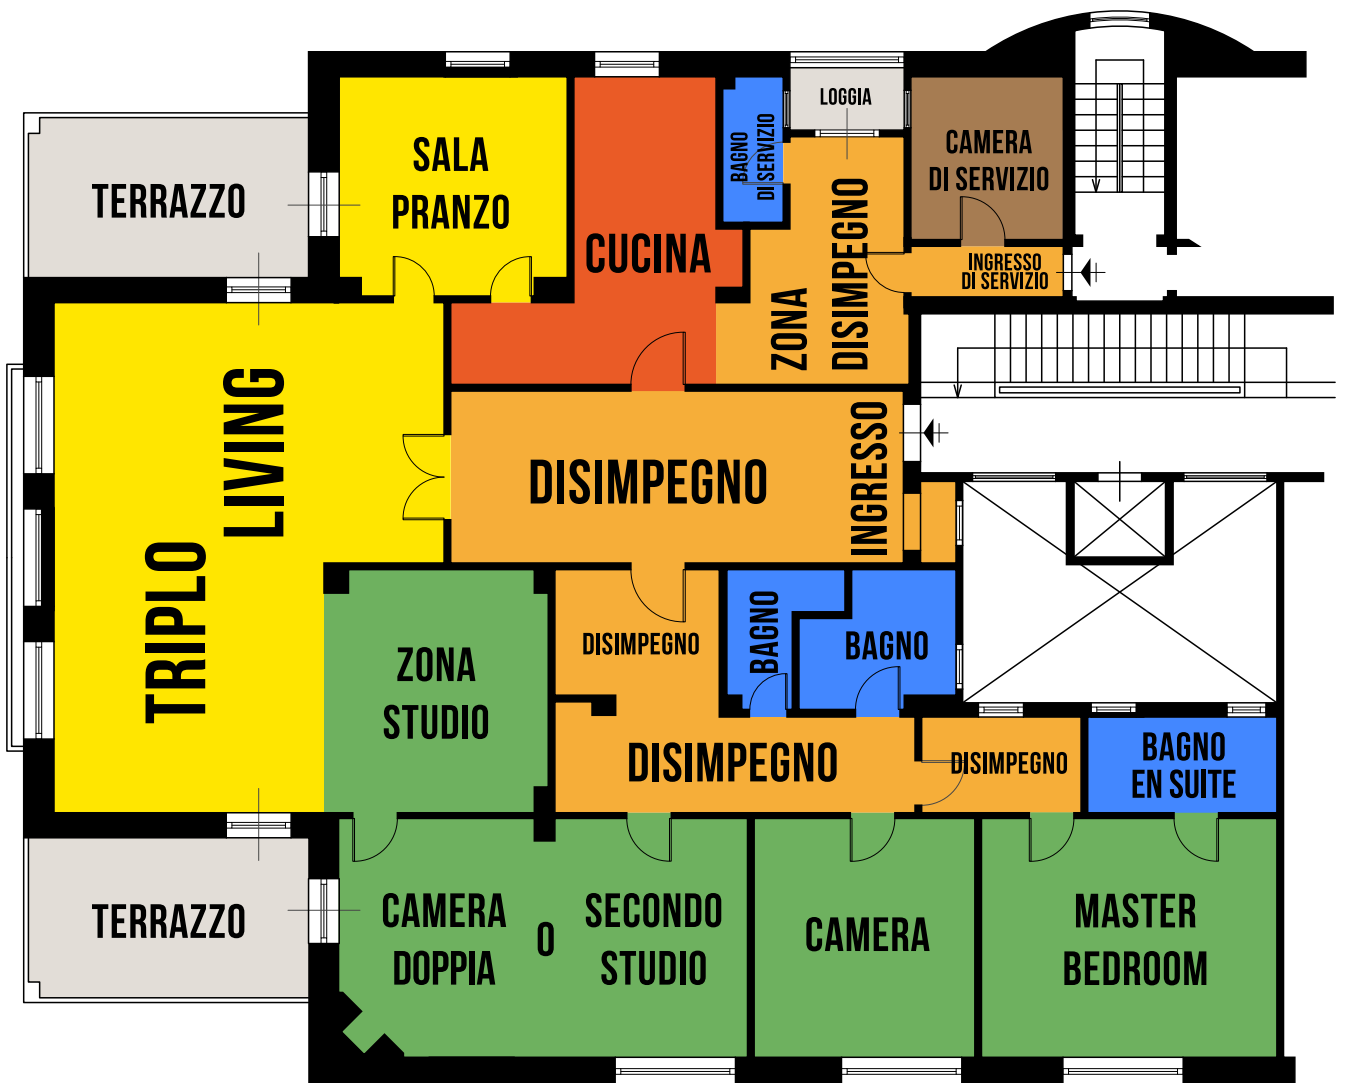 LOGGIA
SALA
PRANZO
BAGNO
DI SERVIZIO
CAMERA
DI SERVIZIO
TERRAZZO
CUCINA
ZONA
DISIMPEGNO
INGRESSO
DI SERVIZIO
TRIPLO
LIVING
DISIMPEGNO
INGRESSO
ZONA
STUDIO
DISIMPEGNO
BAGNO
BAGNO
DISIMPEGNO
DISIMPEGNO
BAGNO
EN SUITE
TERRAZZO
CAMERA
DOPPIA
O
SECONDO
STUDIO
CAMERA
MASTER
BEDROOM